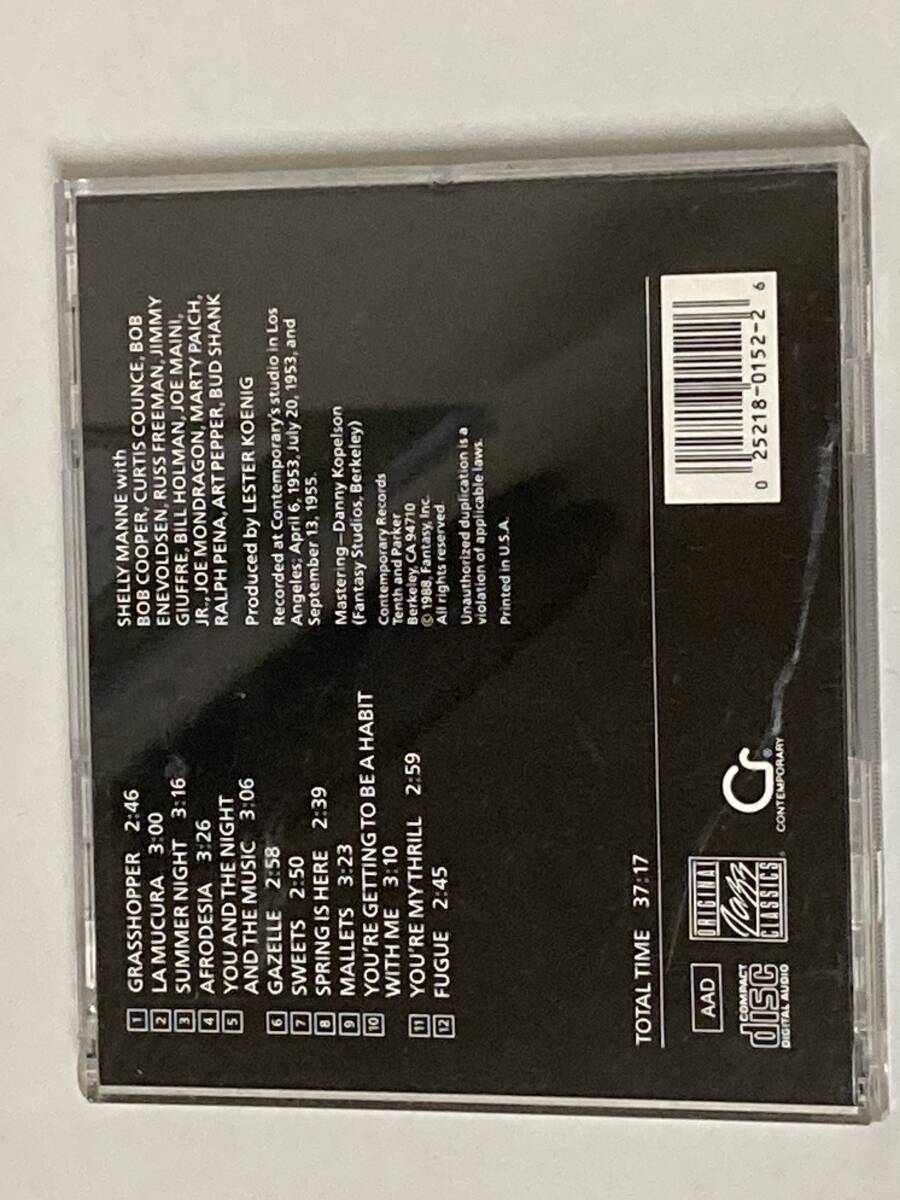 1 GRASSHOPPER 2:46
2 LA MUCURA 3:00
3 SUMMER NIGHT 3:16
4 AFRODESIA 3:26
5 YOU AND THE NIGHT
AND THE MUSIC 3:06
6 GAZELLE 2:58
7 SWEETS 2:50
8 SPRING IS HERE 2:39
9 MALLETS 3:23
10 YOU'RE GETTING TO BE A HABIT
WITH ME 3:10
11 YOU'RE MY THRILL 2:59
12 FUGUE 2:45
SHELLY MANNE with
BOB COOPER, CURTIS COUNCE, BOB
ENEVOLDSEN, RUSS FREEMAN, JIMMY
GIUFFRE, BILL HOLMAN, JOE MAINI,
JR., JOE MONDRAGON, MARTY PAICH,
RALPH PENA, ART PEPPER, BUD SHANK
Produced by LESTER KOENIG
Recorded at Contemporary's studio in Los
Angeles; April 6, 1953, July 20, 1953, and
September 13, 1955.
Mastering—Danny Kopelson
(Fantasy Studios, Berkeley)
Contemporary Records
Tenth and Parker
Berkeley, CA 94710
© 1988, Fantasy, Inc.
All rights reserved.
Unauthorized duplication is a
violation of applicable laws.
Printed in U.S.A.
TOTAL TIME 37:17
AAD
COMPACT
disc
DIGITAL AUDIO
ORIGINAL
Jazz
CLASSICS
CR
CONTEMPORARY
0 25218-0152-2 6